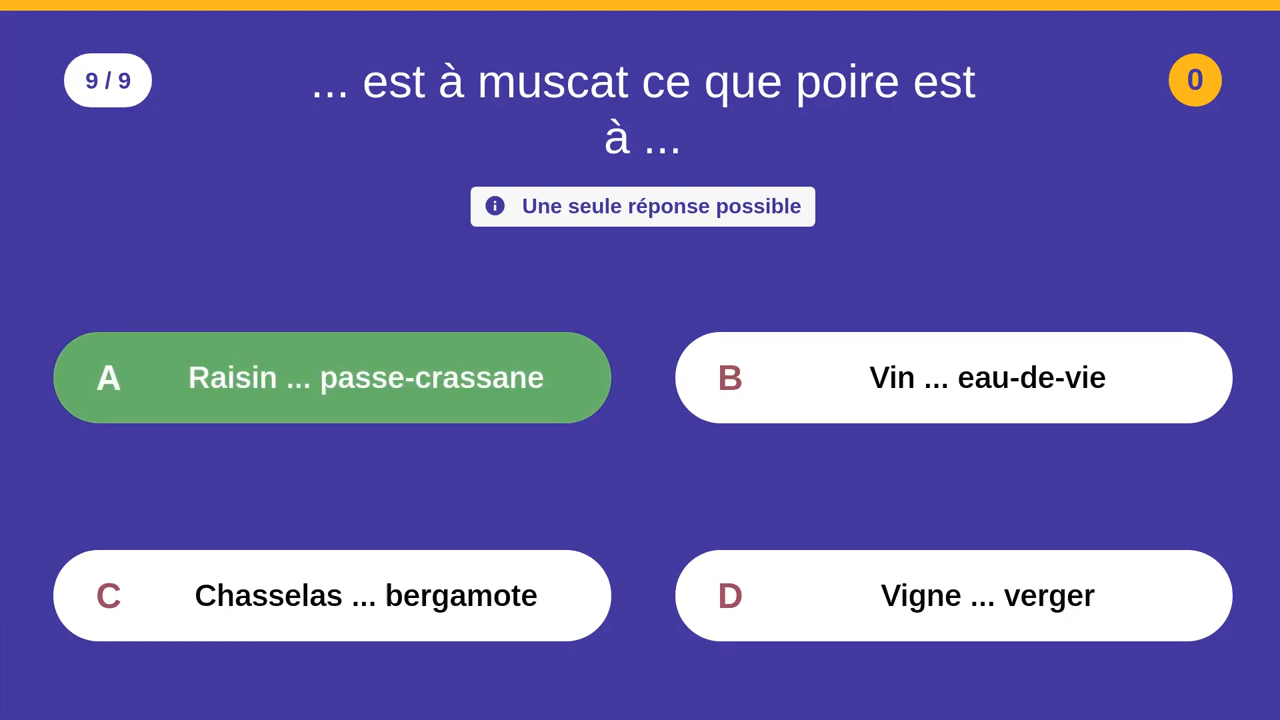 9 / 9
... est à muscat ce que poire est
à ...
0
Une seule réponse possible
A Raisin ... passe-crassane
B Vin ... eau-de-vie
C Chasselas ... bergamote
D Vigne ... verger